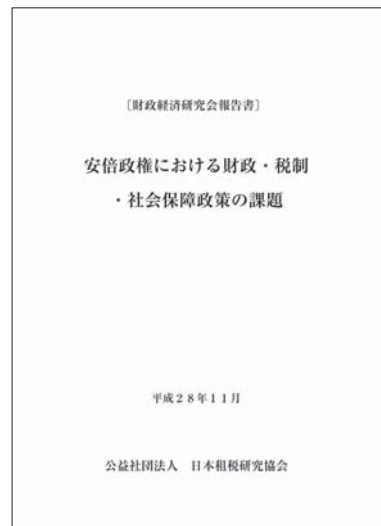 〔財政経済研究会報告書〕
安倍政権における財政・税制
・社会保障政策の課題
平成２８年１１月
公益社団法人　日本租税研究協会